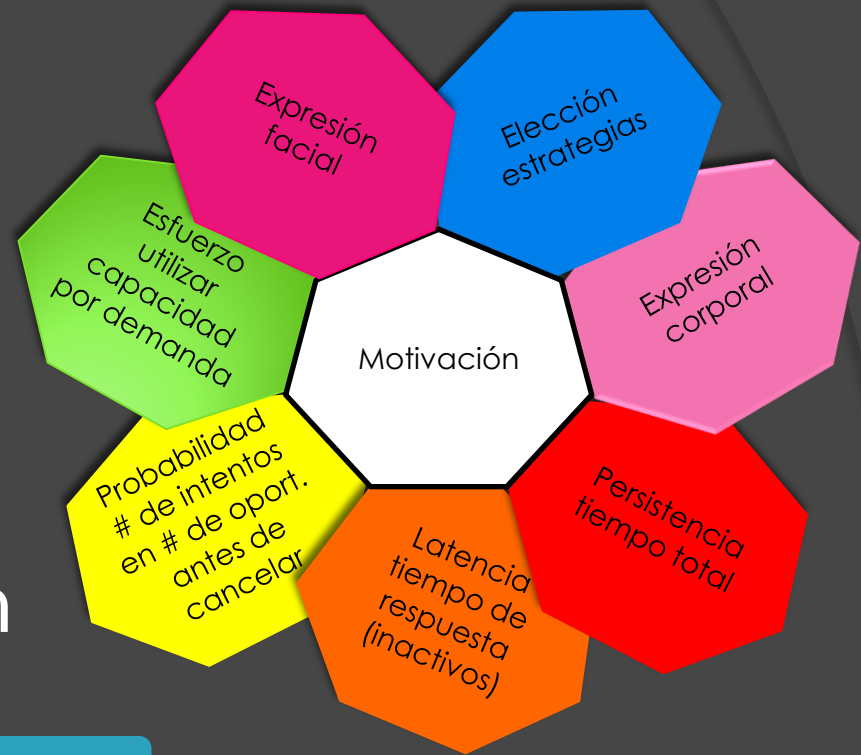 Expresión
facial
Elección
estrategias
Esfuerzo
utilizar
capacidad
por demanda
Expresión
corporal
Motivación
Probabilidad
# de intentos
en # de oport.
antes de
cancelar
Latencia
tiempo de
respuesta
(inactivos)
Persistencia
tiempo total
n